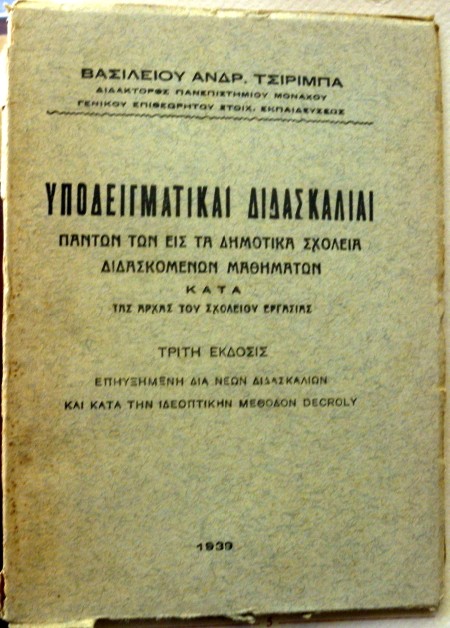 ΒΑΣΙΛΕΙΟΥ ΑΝΔΡ. ΤΣΙΡΙΜΠΑ
ΔΙΔΑΚΤΟΡΟΣ ΠΑΝΕΠΙΣΤΗΜΙΟΥ ΜΟΝΑΧΟΥ
ΓΕΝΙΚΟΥ ΕΠΙΘΕΩΡΗΤΟΥ ΣΤΟΙΧ. ΕΚΠΑΙΔΕΥΣΕΩΣ
ΥΠΟΔΕΙΓΜΑΤΙΚΑΙ ΔΙΔΑΣΚΑΛΙΑΙ
ΠΑΝΤΩΝ ΤΩΝ ΕΙΣ ΤΑ ΔΗΜΟΤΙΚΑ ΣΧΟΛΕΙΑ
ΔΙΔΑΣΚΟΜΕΝΩΝ ΜΑΘΗΜΑΤΩΝ
ΚΑΤΑ
ΤΑΣ ΑΡΧΑΣ ΤΟΥ ΣΧΟΛΕΙΟΥ ΕΡΓΑΣΙΑΣ
ΤΡΙΤΗ ΕΚΔΟΣΙΣ
ΕΠΗΥΞΗΜΕΝΗ ΔΙΑ ΝΕΩΝ ΔΙΔΑΣΚΑΛΙΩΝ
ΚΑΙ ΚΑΤΑ ΤΗΝ ΙΔΕΟΠΤΙΚΗΝ ΜΕΘΟΔΟΝ DECROLY
1939